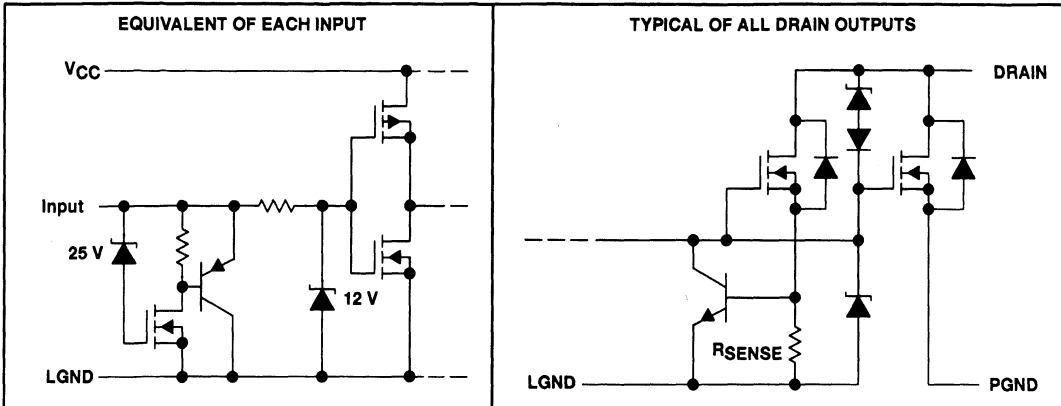 EQUIVALENT OF EACH INPUT
VCC
Input
25 V
12 V
LGND
TYPICAL OF ALL DRAIN OUTPUTS
DRAIN
RSENSE
LGND
PGND